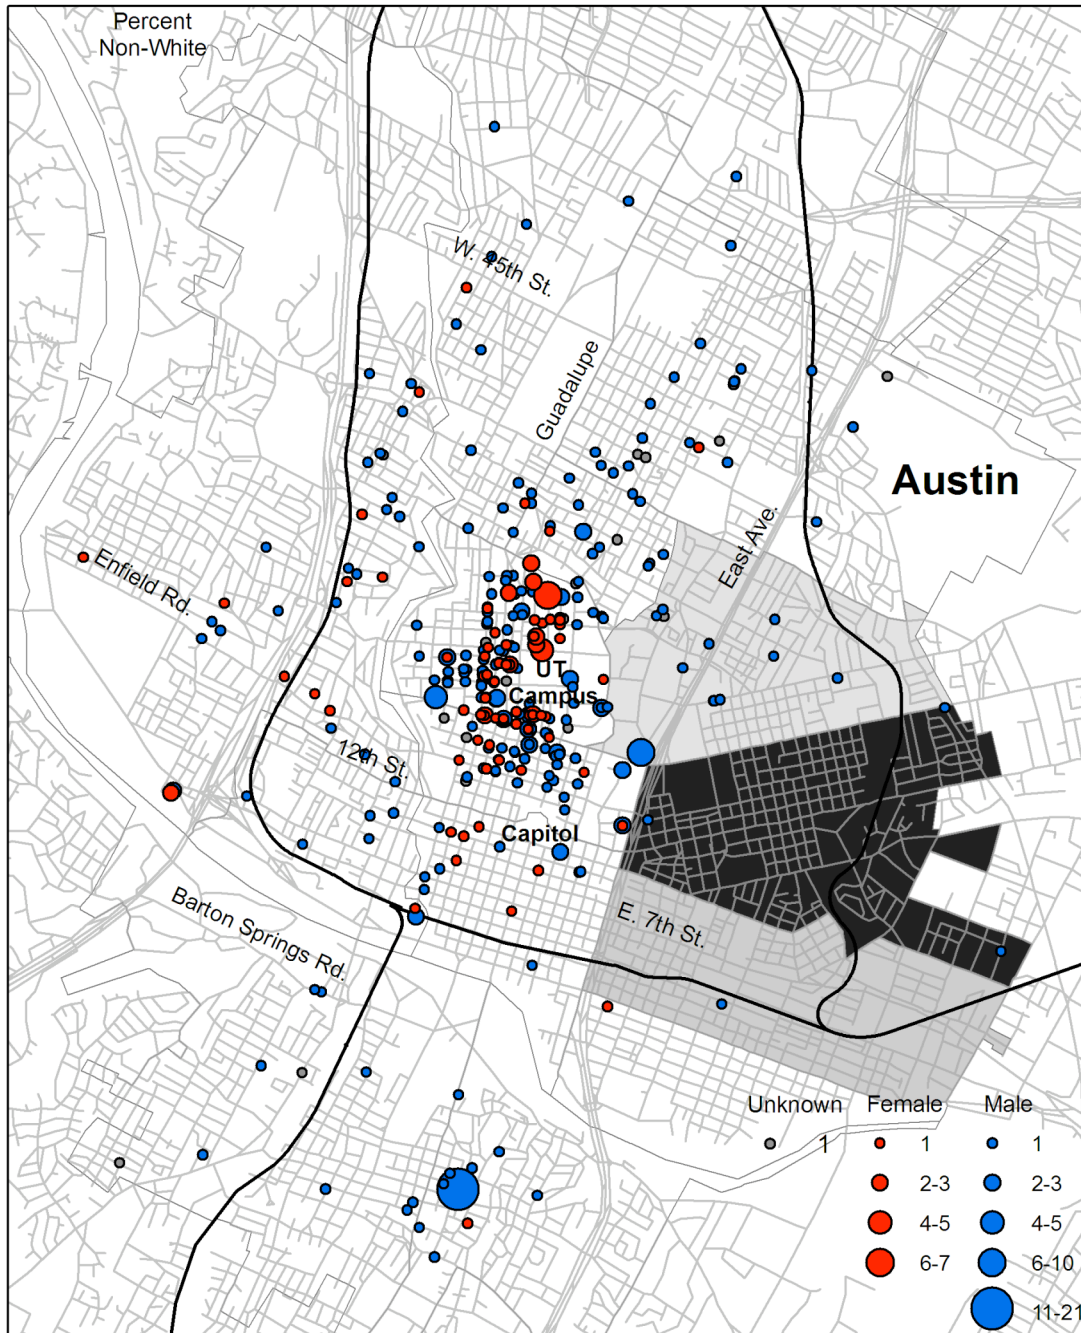 Percent
Non-White
W. 45th St.
Guadalupe
Austin
East Ave.
Enfield Rd.
UT
Campus
12th St.
Capitol
Barton Springs Rd.
E. 7th St.
Unknown Female Male
1 1 1
2-3 2-3
4-5 4-5
6-7 6-10
11-21